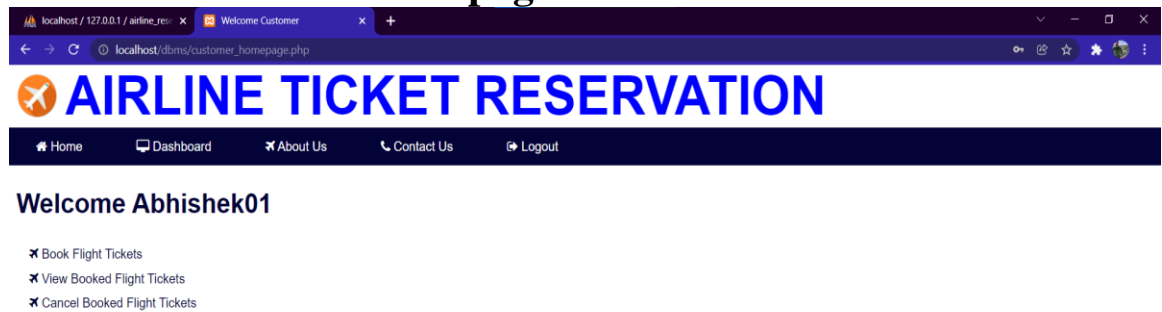 pag
localhost / 127.0.0.1 / airline_rese Welcome Customer
localhost/dbms/customer_homepage.php
AIRLINE TICKET RESERVATION
Home Dashboard About Us Contact Us Logout
Welcome Abhishek01
Book Flight Tickets
View Booked Flight Tickets
Cancel Booked Flight Tickets